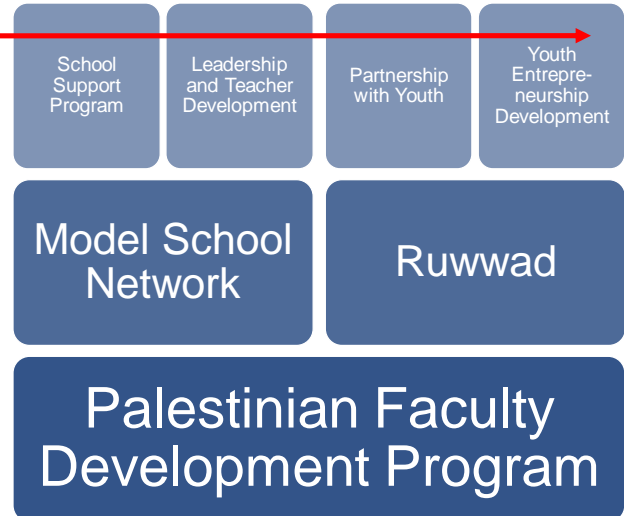 School
Support
Program
Leadership
and Teacher
Development
Partnership
with Youth
Youth
Entrepre-
neurship
Development
Model School
Network
Ruwwad
Palestinian Faculty
Development Program